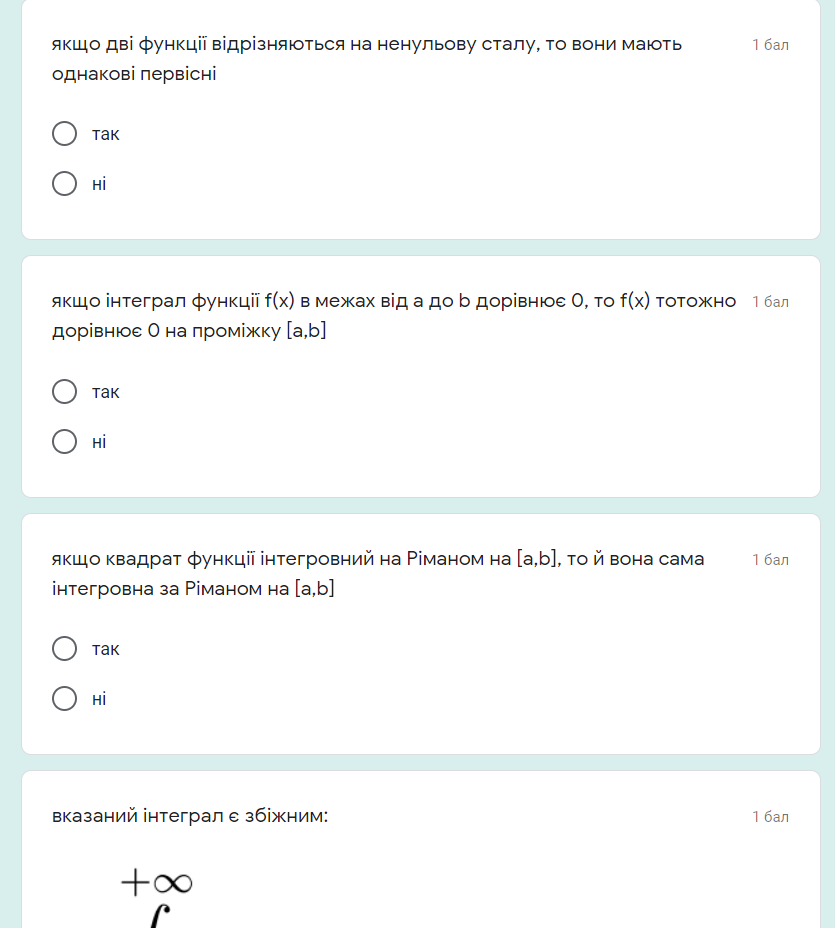 якщо дві функції відрізняються на ненульову сталу, то вони мають 1 бал
однакові первісні
так
ні
якщо інтеграл функції f(x) в межах від a до b дорівнює 0, то f(x) тотожно 1 бал
дорівнює 0 на проміжку [a,b]
так
ні
якщо квадрат функції інтегровний на Ріманом на [a,b], то й вона сама 1 бал
інтегровна за Ріманом на [a,b]
так
ні
вказаний інтеграл є збіжним: 1 бал
+∞
∫